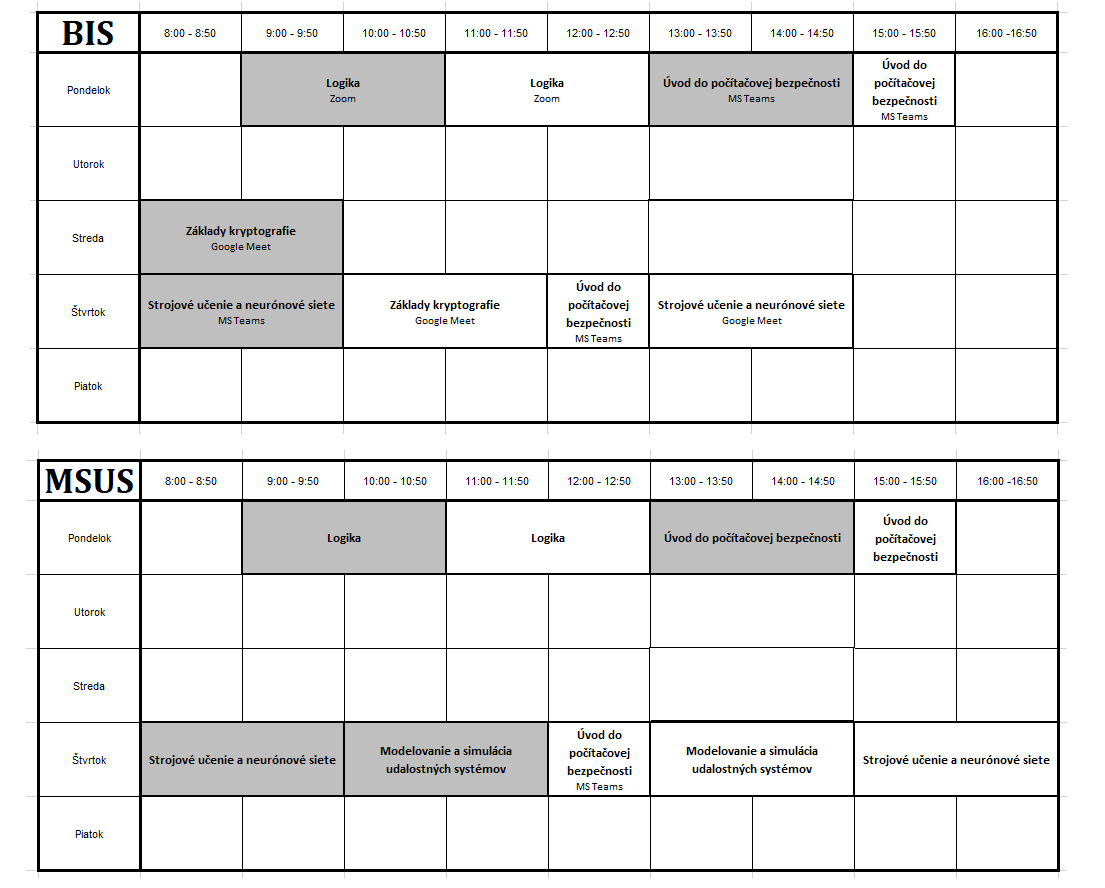 BIS 8:00 - 8:50 9:00 - 9:50 10:00 - 10:50 11:00 - 11:50 12:00 - 12:50 13:00 - 13:50 14:00 - 14:50 15:00 - 15:50 16:00 -16:50
Pondelok
Logika
Zoom
Logika
Zoom
Úvod do počítačovej bezpečnosti
MS Teams
Úvod do
počítačovej
bezpečnosti
MS Teams
Utorok
Streda
Základy kryptografie
Google Meet
Štvrtok
Strojové učenie a neurónové siete
MS Teams
Základy kryptografie
Google Meet
Úvod do
počítačovej
bezpečnosti
MS Teams
Strojové učenie a neurónové siete
Google Meet
Piatok
MSUS 8:00 - 8:50 9:00 - 9:50 10:00 - 10:50 11:00 - 11:50 12:00 - 12:50 13:00 - 13:50 14:00 - 14:50 15:00 - 15:50 16:00 -16:50
Pondelok
Logika
Logika
Úvod do počítačovej bezpečnosti
Úvod do
počítačovej
bezpečnosti
Utorok
Streda
Štvrtok
Strojové učenie a neurónové siete
Modelovanie a simulácia
udalostných systémov
Úvod do
počítačovej
bezpečnosti
MS Teams
Modelovanie a simulácia
udalostných systémov
Strojové učenie a neurónové siete
Piatok